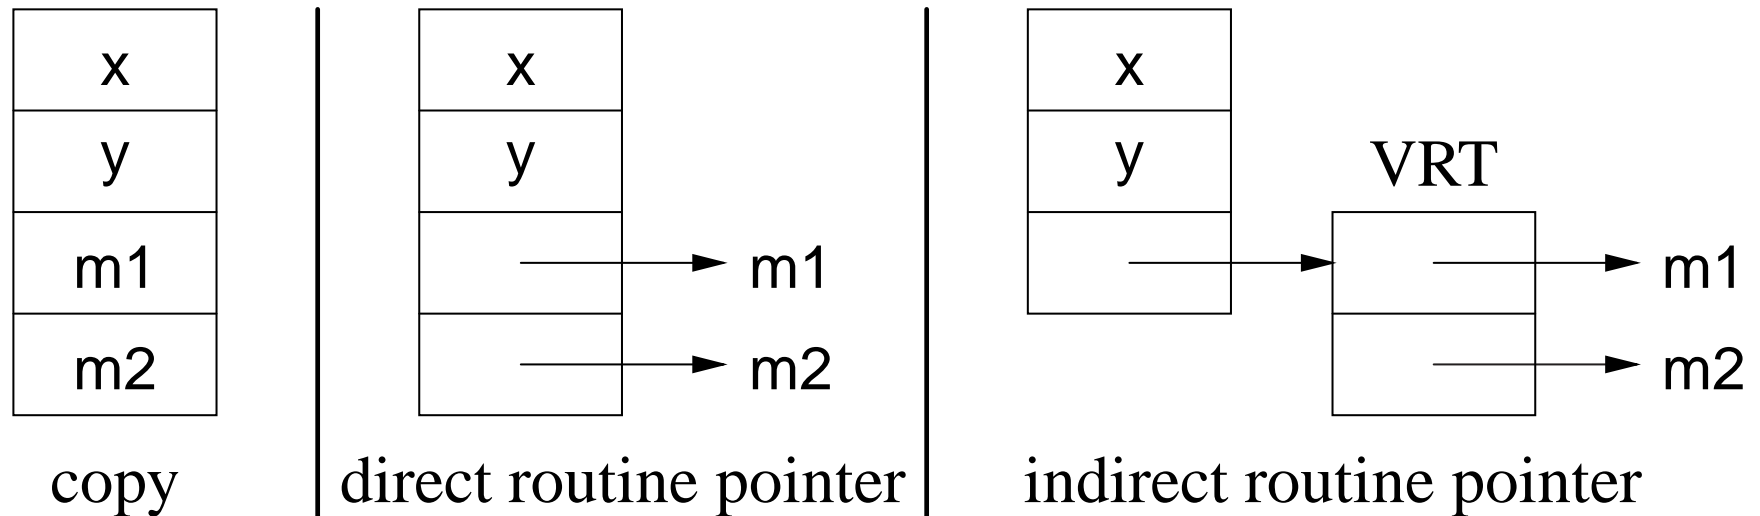 x
y
m1
m2
copy
x
y
m1
m2
direct routine pointer
x
y
VRT
m1
m2
indirect routine pointer